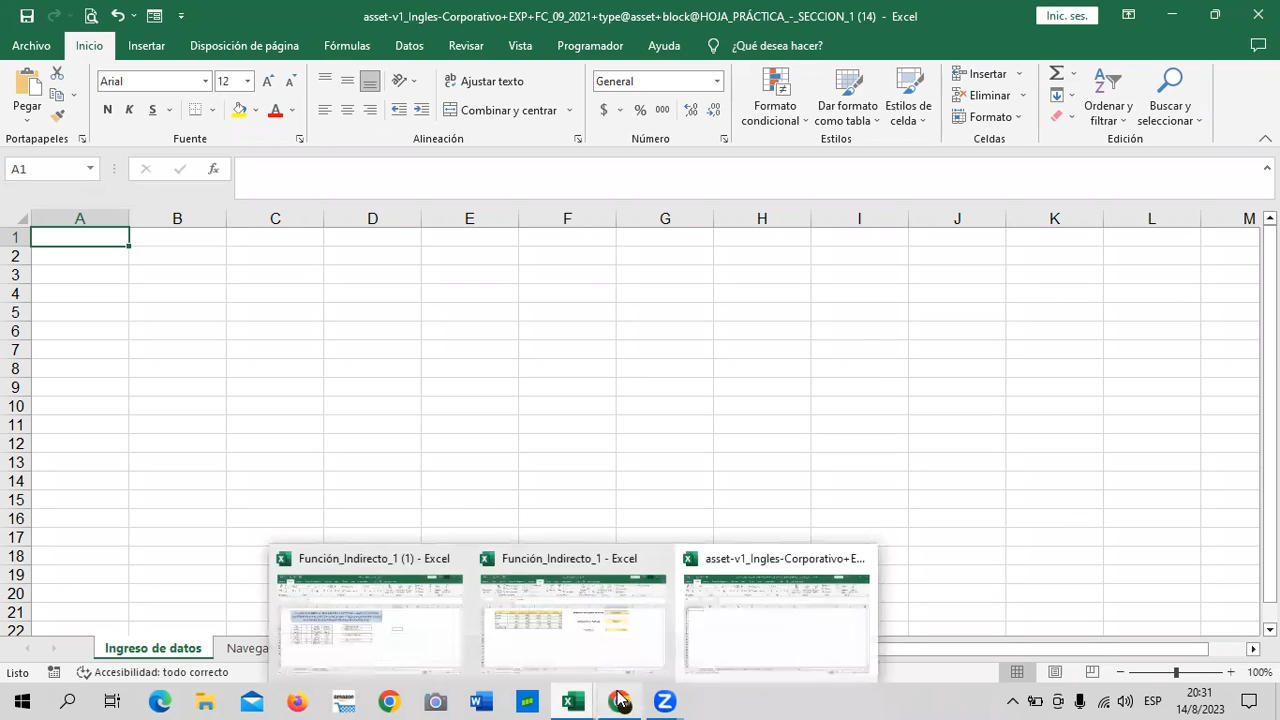 asset-v1_Ingles-Corporativo+EXP+FC_09_2021+type@asset+block@HOJA_PRÁCTICA_-_SECCION_1 (14) - Excel
Inic. ses.
Archivo Inicio Insertar Disposición de página Fórmulas Datos Revisar Vista Programador Ayuda ¿Qué desea hacer?
Pegar
Arial 12
N K S
Ajustar texto
Combinar y centrar
General
$ % 000
Formato condicional
Dar formato como tabla
Estilos de celda
Insertar
Eliminar
Formato
Ordenar y filtrar
Buscar y seleccionar
Portapapeles Fuente Alineación Número Estilos Celdas Edición
A1
fx
A B C D E F G H I J K L M
1
2
3
4
5
6
7
8
9
10
11
12
13
14
15
16
17
18
19
20
21
22
Función_Indirecto_1 (1) - Excel
Función_Indirecto_1 - Excel
asset-v1_Ingles-Corporativo+E...
Ingreso de datos Navega
Listo Accesibilidad: todo correcto 100%
ESP
20:31
14/8/2023